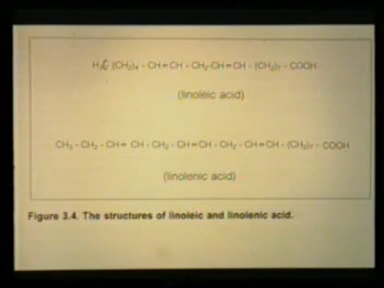 H₃C (CH₂)₄ - CH=CH - CH₂-CH=CH - (CH₂)₇ - COOH
(linoleic acid)
CH₃ - CH₂ - CH= CH - CH₂ - CH=CH - CH₂ - CH=CH - (CH₂)₇ - COOH
(linolenic acid)
Figure 3.4. The structures of linoleic and linolenic acid.